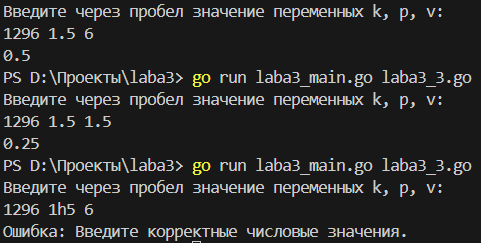 Введите через пробел значение переменных k, p, v:
1296 1.5 6
0.5
PS D:\Проекты\laba3> go run laba3_main.go laba3_3.go
Введите через пробел значение переменных k, p, v:
1296 1.5 1.5
0.25
PS D:\Проекты\laba3> go run laba3_main.go laba3_3.go
Введите через пробел значение переменных k, p, v:
1296 1h5 6
Ошибка: Введите корректные числовые значения.